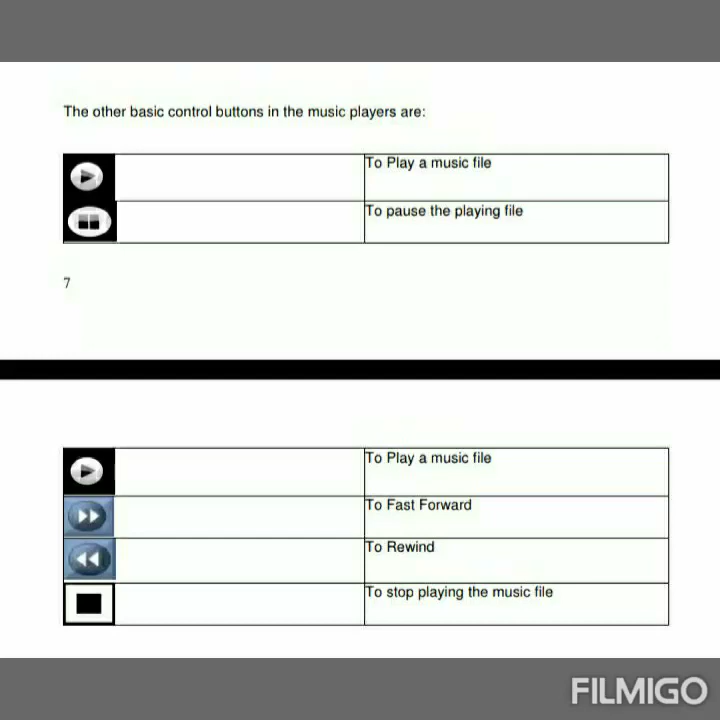 The other basic control buttons in the music players are:
To Play a music file
To pause the playing file
7
To Play a music file
To Fast Forward
To Rewind
To stop playing the music file
FILMIGO